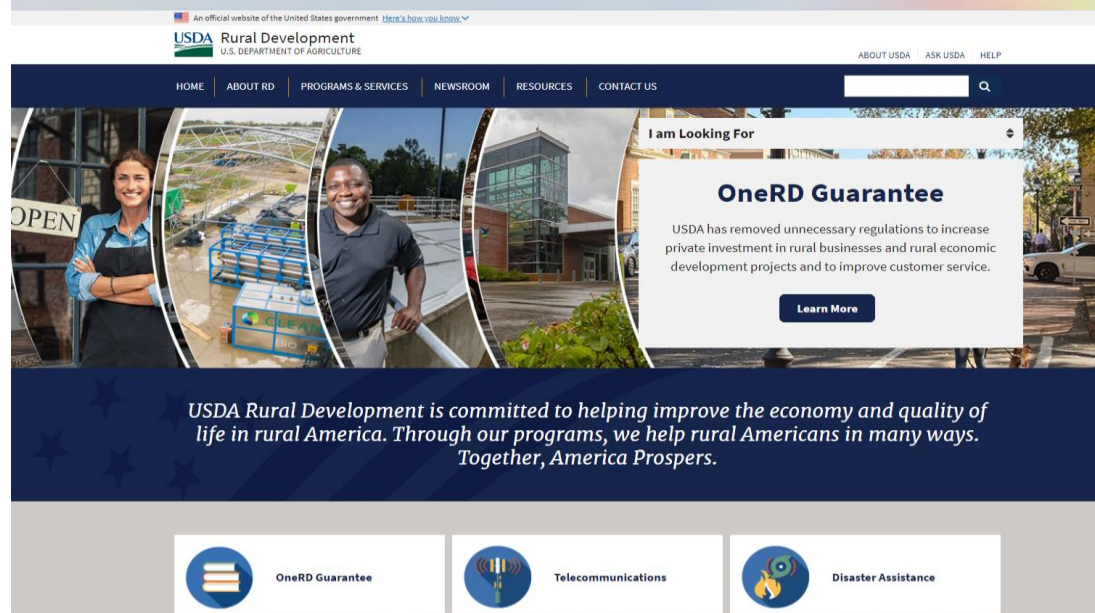 An official website of the United States government Here's how you know
USDA Rural Development
U.S. DEPARTMENT OF AGRICULTURE
ABOUT USDA ASK USDA HELP
HOME ABOUT RD PROGRAMS & SERVICES NEWSROOM RESOURCES CONTACT US
I am Looking For
OPEN
OneRD Guarantee
USDA has removed unnecessary regulations to increase
private investment in rural businesses and rural economic
development projects and to improve customer service.
Learn More
CLEAN
BIO
USDA Rural Development is committed to helping improve the economy and quality of
life in rural America. Through our programs, we help rural Americans in many ways.
Together, America Prospers.
OneRD Guarantee
Telecommunications
Disaster Assistance